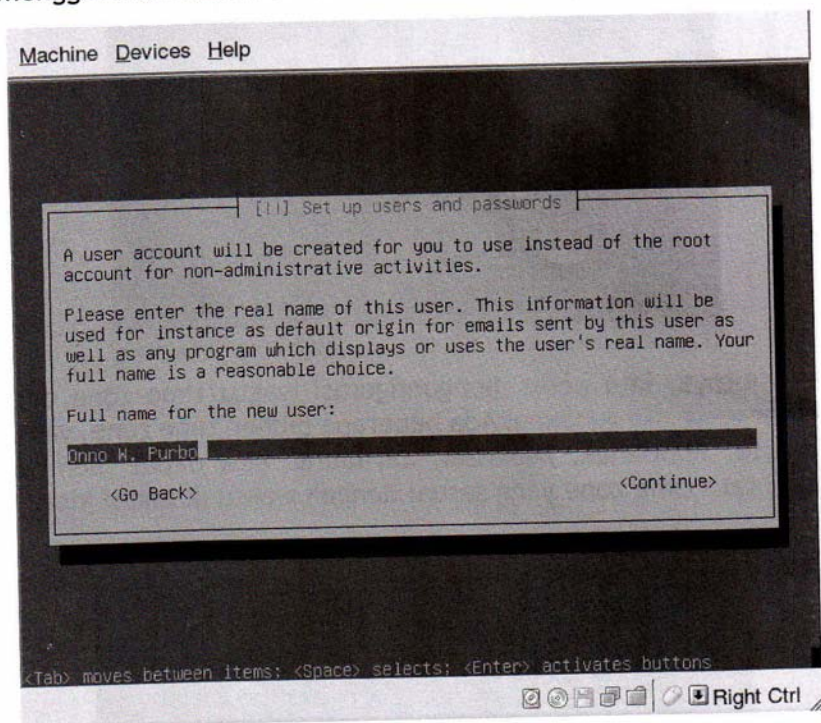 Machine Devices Help
[!!] Set up users and passwords
A user account will be created for you to use instead of the root
account for non-administrative activities.
Please enter the real name of this user. This information will be
used for instance as default origin for emails sent by this user as
well as any program which displays or uses the user's real name. Your
full name is a reasonable choice.
Full name for the new user:
Onno W. Purbo
<Go Back> <Continue>
<Tab> moves between items; <Space> selects; <Enter> activates buttons
Right Ctrl